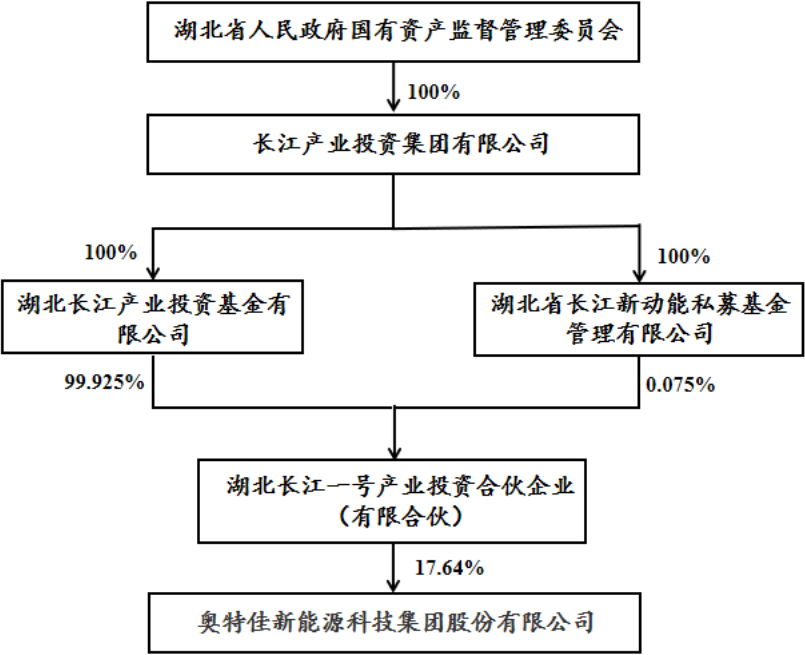 湖北省人民政府国有资产监督管理委员会
100%
长江产业投资集团有限公司
100%
100%
湖北长江产业投资基金有
限公司
湖北省长江新动能私募基金
管理有限公司
99.925%
0.075%
湖北长江一号产业投资合伙企业
（有限合伙）
17.64%
奥特佳新能源科技集团股份有限公司